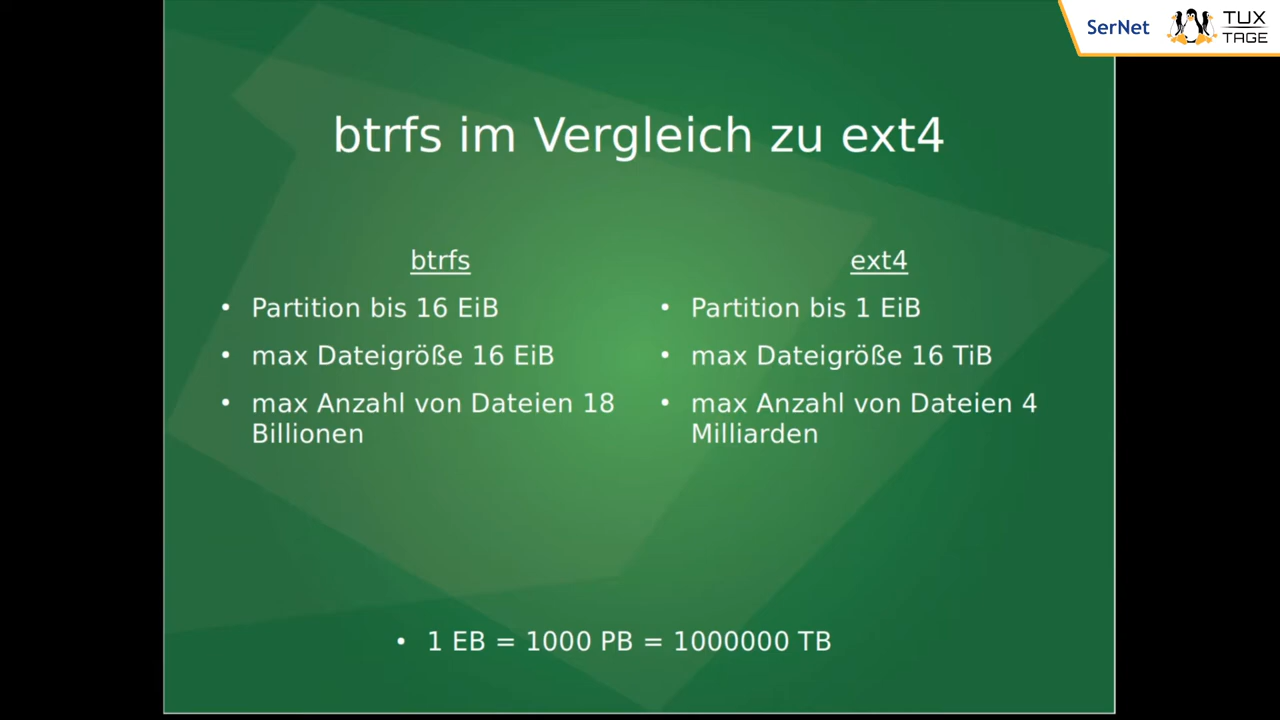 SerNet
TUX
TAGE
btrfs im Vergleich zu ext4
btrfs
• Partition bis 16 EiB
• max Dateigröße 16 EiB
• max Anzahl von Dateien 18
Billionen
ext4
• Partition bis 1 EiB
• max Dateigröße 16 TiB
• max Anzahl von Dateien 4
Milliarden
• 1 EB = 1000 PB = 1000000 TB